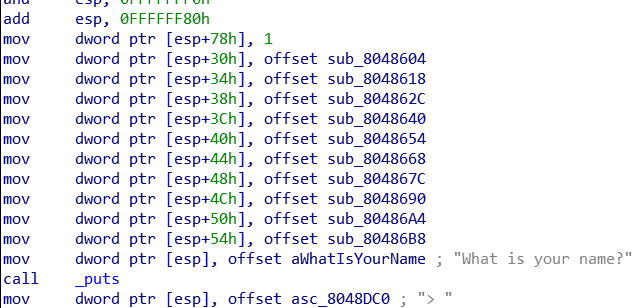 and esp, 0FFFFFFF0h
add esp, 0FFFFFF80h
mov dword ptr [esp+78h], 1
mov dword ptr [esp+30h], offset sub_8048604
mov dword ptr [esp+34h], offset sub_8048618
mov dword ptr [esp+38h], offset sub_804862C
mov dword ptr [esp+3Ch], offset sub_8048640
mov dword ptr [esp+40h], offset sub_8048654
mov dword ptr [esp+44h], offset sub_8048668
mov dword ptr [esp+48h], offset sub_804867C
mov dword ptr [esp+4Ch], offset sub_8048690
mov dword ptr [esp+50h], offset sub_80486A4
mov dword ptr [esp+54h], offset sub_80486B8
mov dword ptr [esp], offset aWhatIsYourName ; "What is your name?"
call _puts
mov dword ptr [esp], offset asc_8048DC0 ; "> "